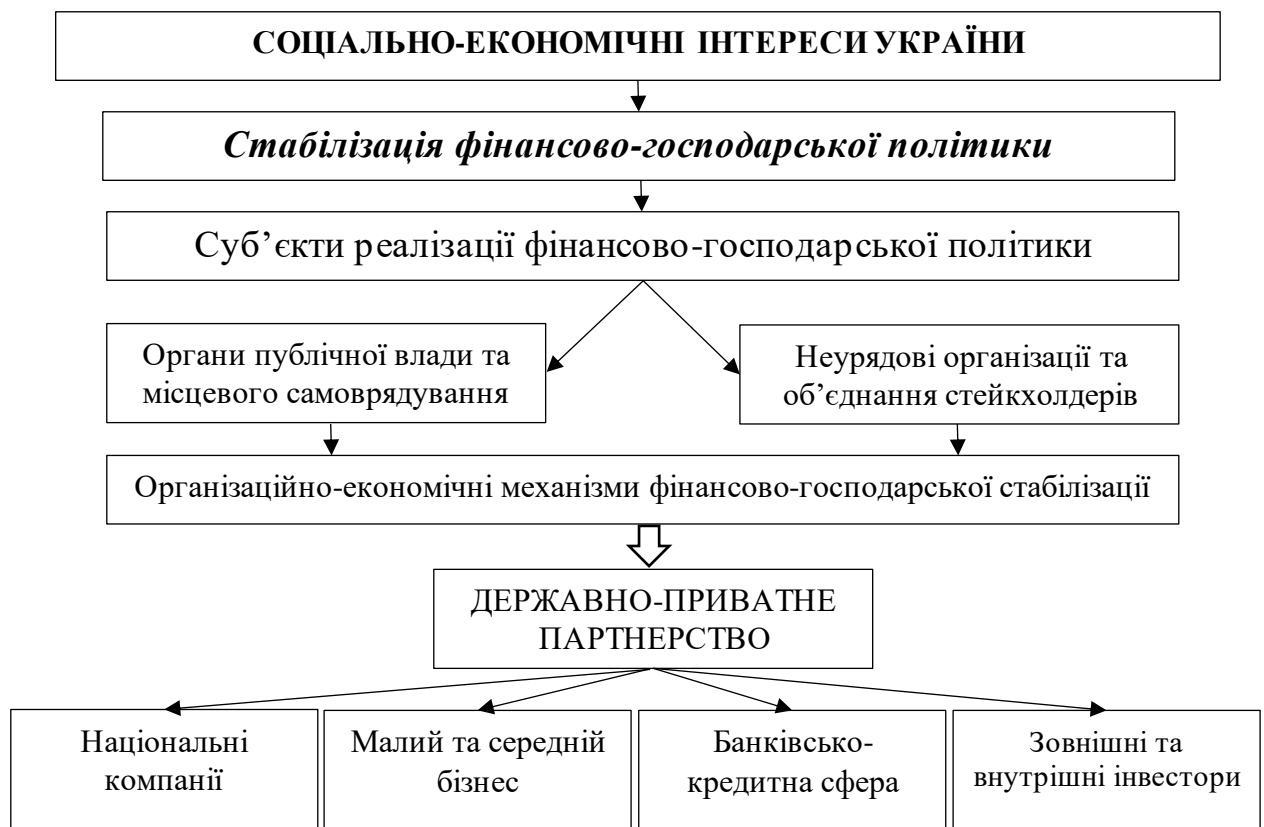 СОЦІАЛЬНО-ЕКОНОМІЧНІ ІНТЕРЕСИ УКРАЇНИ
Стабілізація фінансово-господарської політики
Суб’єкти реалізації фінансово-господарської політики
Органи публічної влади та
місцевого самоврядування
Неурядові організації та
об’єднання стейкхолдерів
Організаційно-економічні механізми фінансово-господарської стабілізації
ДЕРЖАВНО-ПРИВАТНЕ
ПАРТНЕРСТВО
Національні
компанії
Малий та середній
бізнес
Банківсько-
кредитна сфера
Зовнішні та
внутрішні інвестори